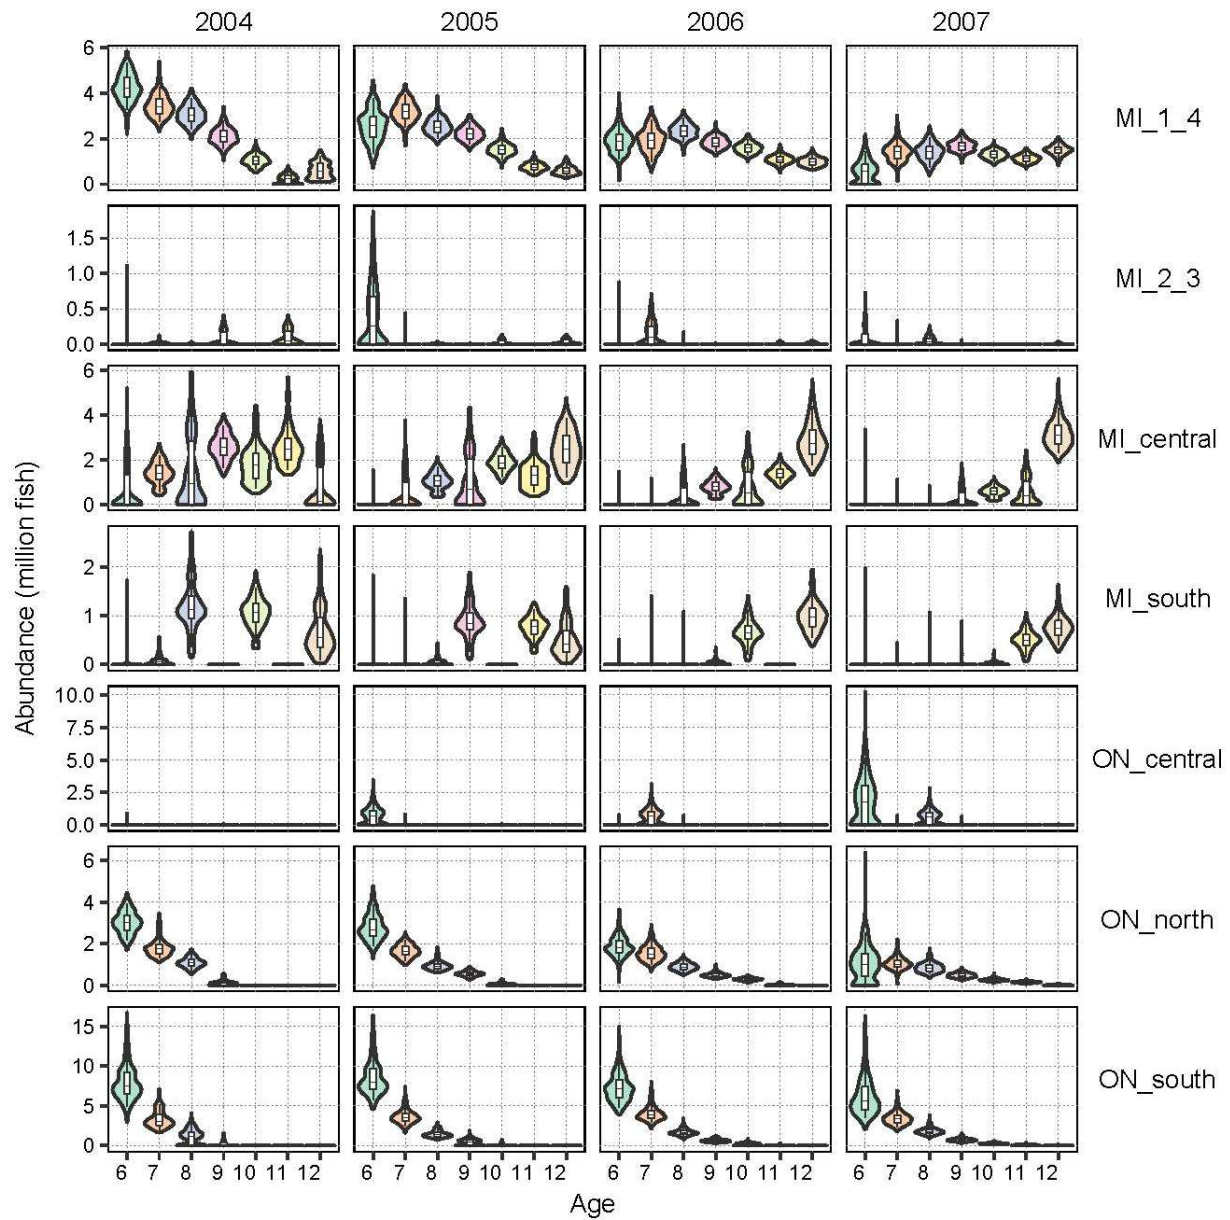 2004 2005 2006 2007
6
4
2
0
MI_1_4
1.5
1.0
0.5
0.0
MI_2_3
6
4
2
0
MI_central
2
1
0
MI_south
10.0
7.5
5.0
2.5
0.0
ON_central
6
4
2
0
ON_north
15
10
5
0
ON_south
Abundance (million fish)
6 7 8 9 10 11 12 6 7 8 9 10 11 12 6 7 8 9 10 11 12 6 7 8 9 10 11 12
Age